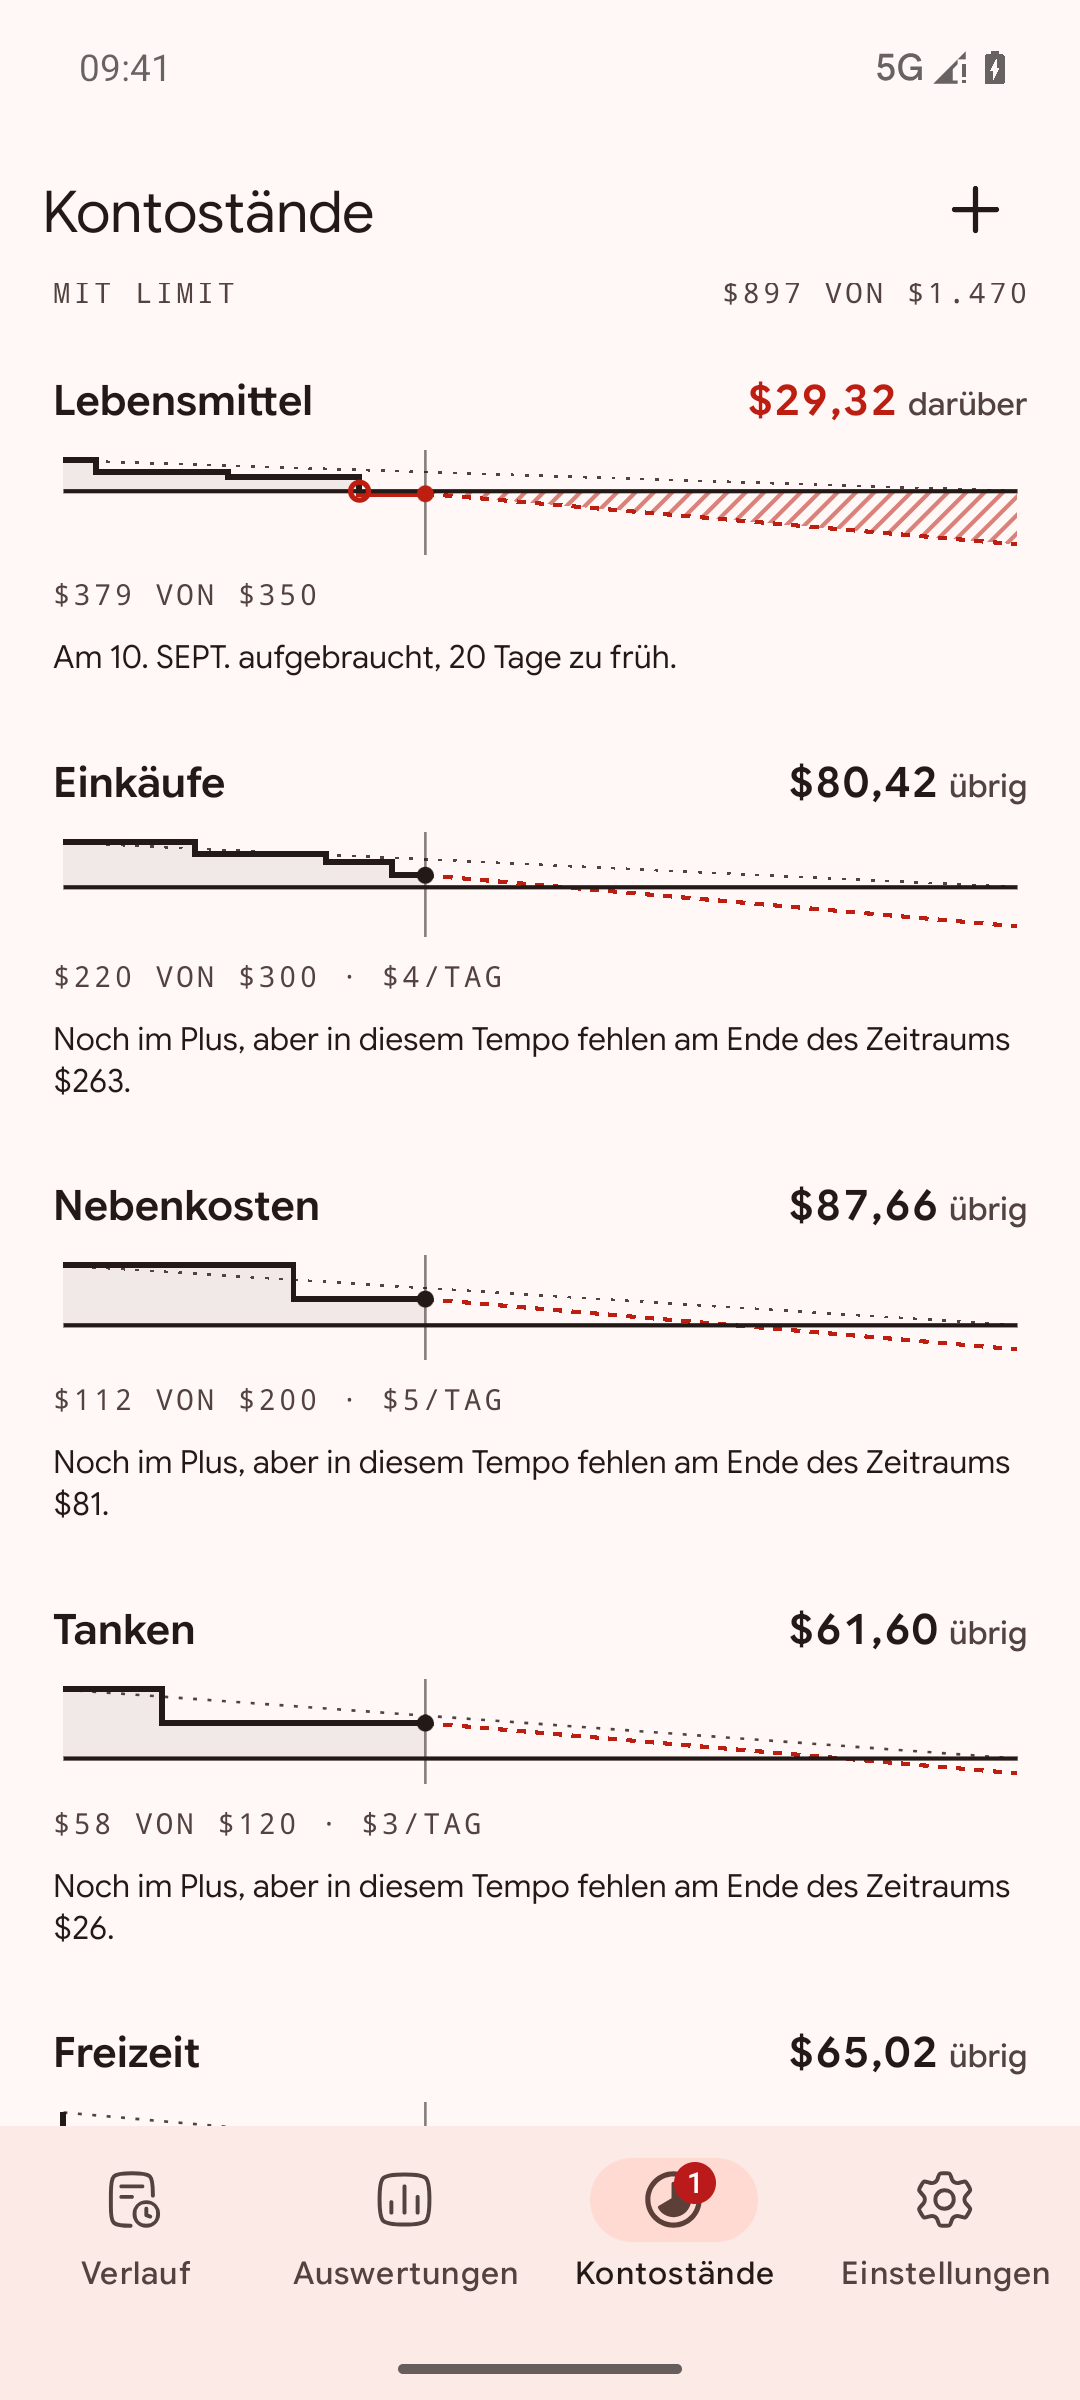 09:41
5G
Kontostände
MIT LIMIT
$897 VON $1.470
Lebensmittel
$29,32 darüber
$379 VON $350
Am 10. SEPT. aufgebraucht, 20 Tage zu früh.
Einkäufe
$80,42 übrig
$220 VON $300 · $4/TAG
Noch im Plus, aber in diesem Tempo fehlen am Ende des Zeitraums
$263.
Nebenkosten
$87,66 übrig
$112 VON $200 · $5/TAG
Noch im Plus, aber in diesem Tempo fehlen am Ende des Zeitraums
$81.
Tanken
$61,60 übrig
$58 VON $120 · $3/TAG
Noch im Plus, aber in diesem Tempo fehlen am Ende des Zeitraums
$26.
Freizeit
$65,02 übrig
1
Verlauf
Auswertungen
Kontostände
Einstellungen